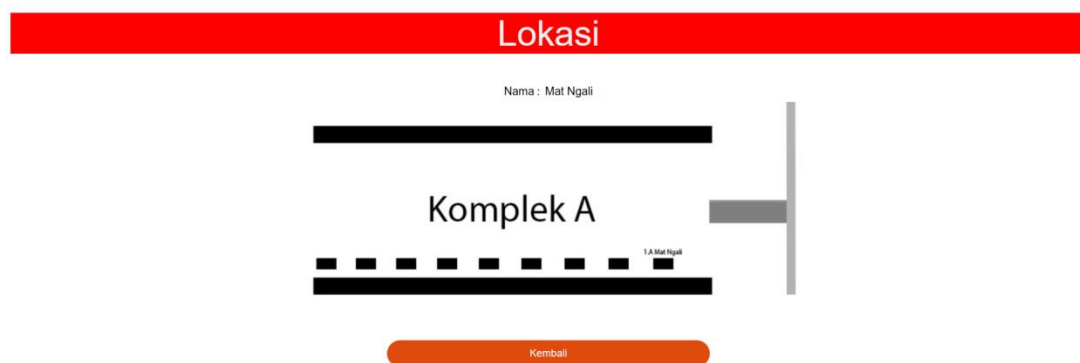 Lokasi
Nama : Mat Ngali
Komplek A
1.A Mat Ngali
Kembali